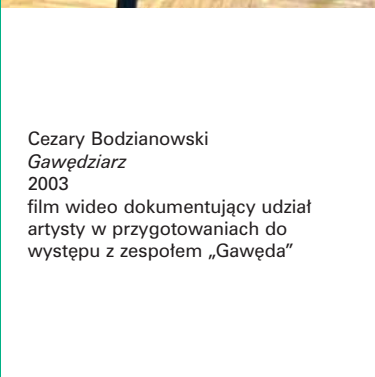 Cezary Bodzianowski
Gawędziarz
2003
film wideo dokumentujący udział
artysty w przygotowaniach do
występu z zespołem „Gawęda”